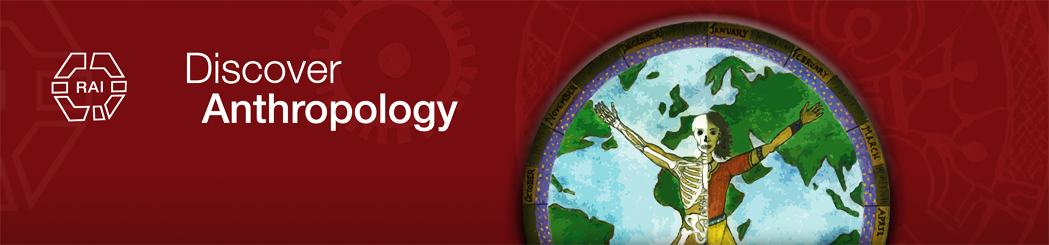 RAI
Discover
Anthropology
OCTOBER
NOVEMBER
DECEMBER
JANUARY
FEBRUARY
MARCH
APRIL